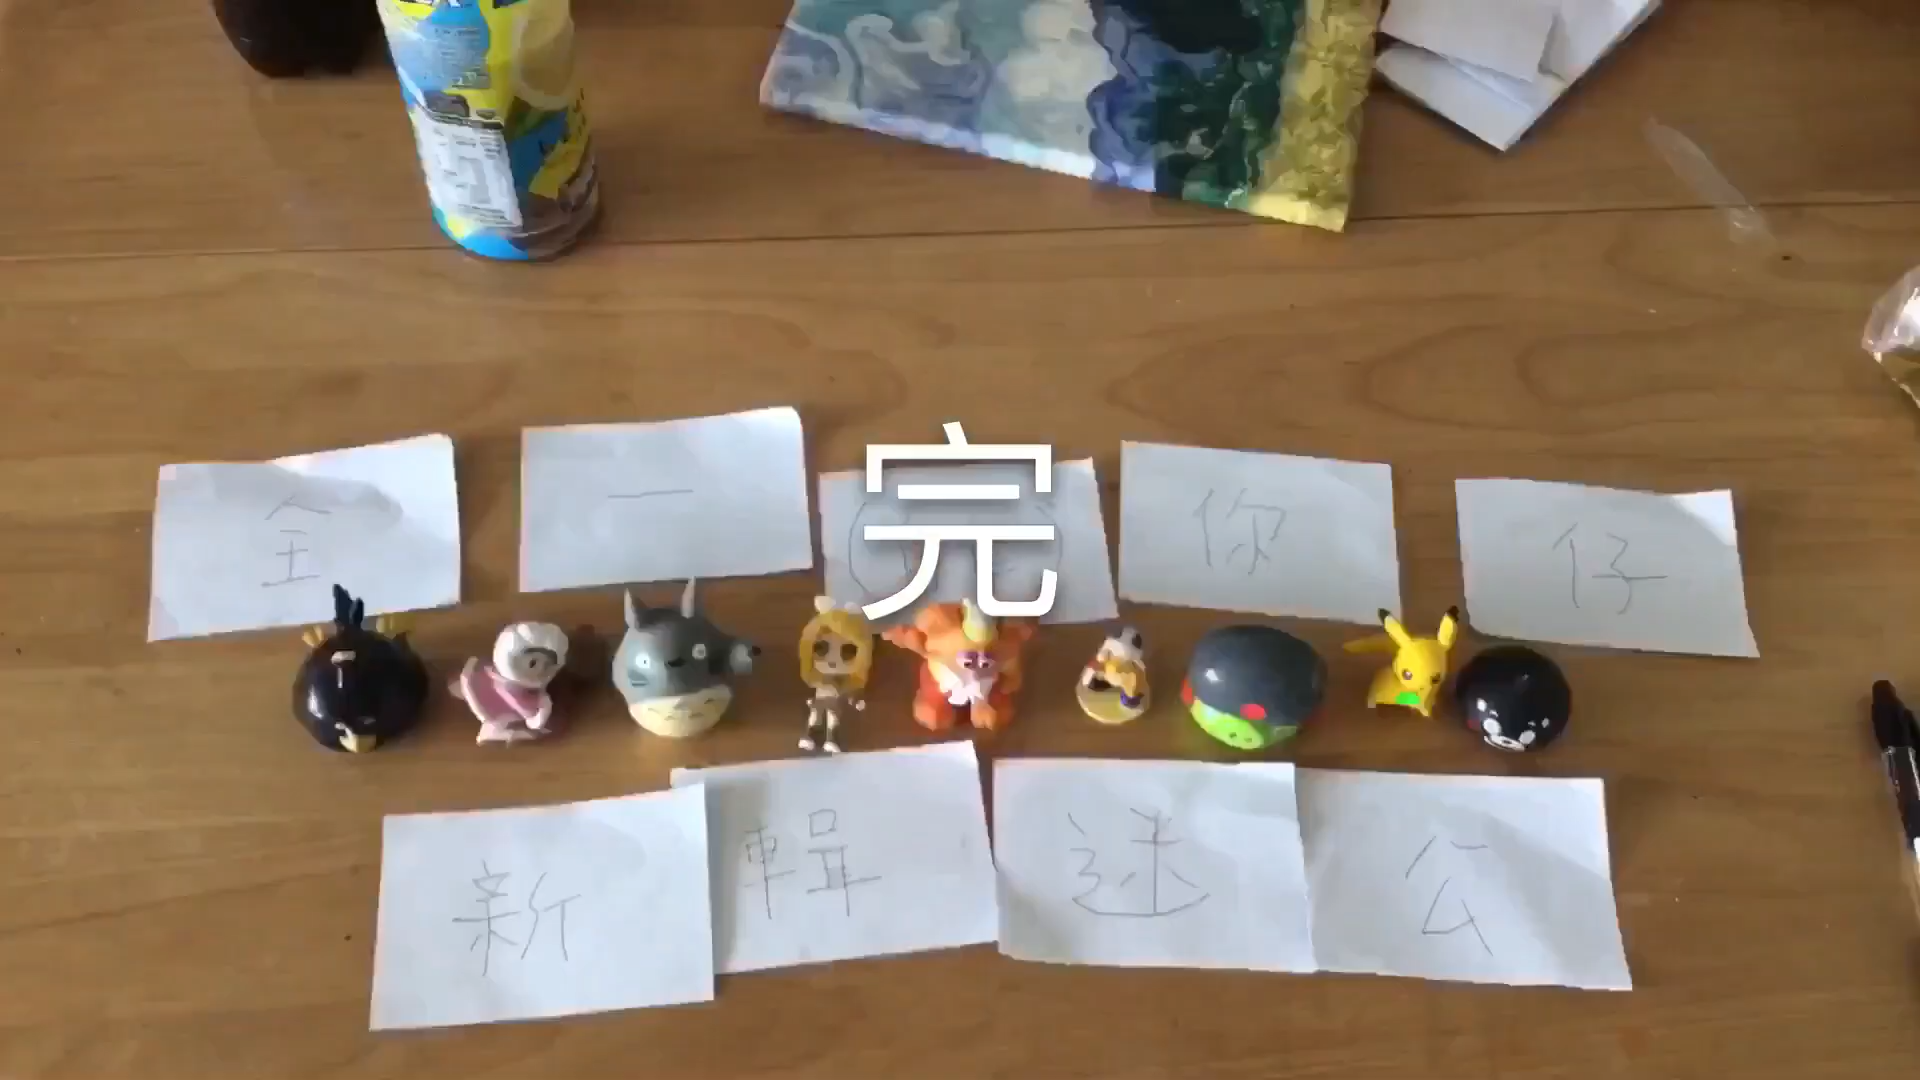 全 一 你 仔
完
新 輯 迷 公